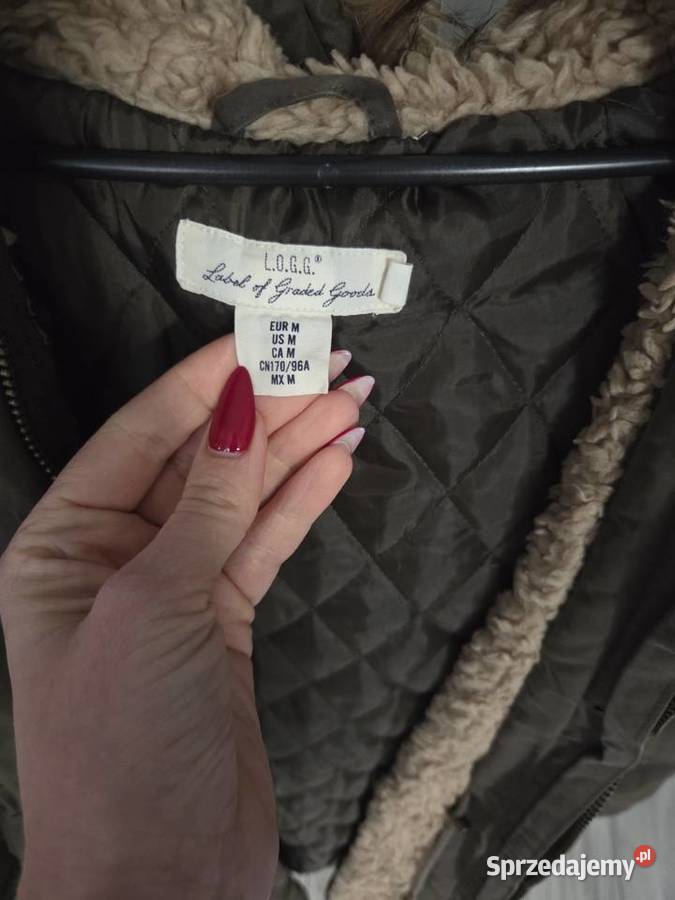 L.O.G.G.®
Label of Graded Goods
EUR M
US M
CA M
CN170/96A
MX M
Sprzedajemy.pl